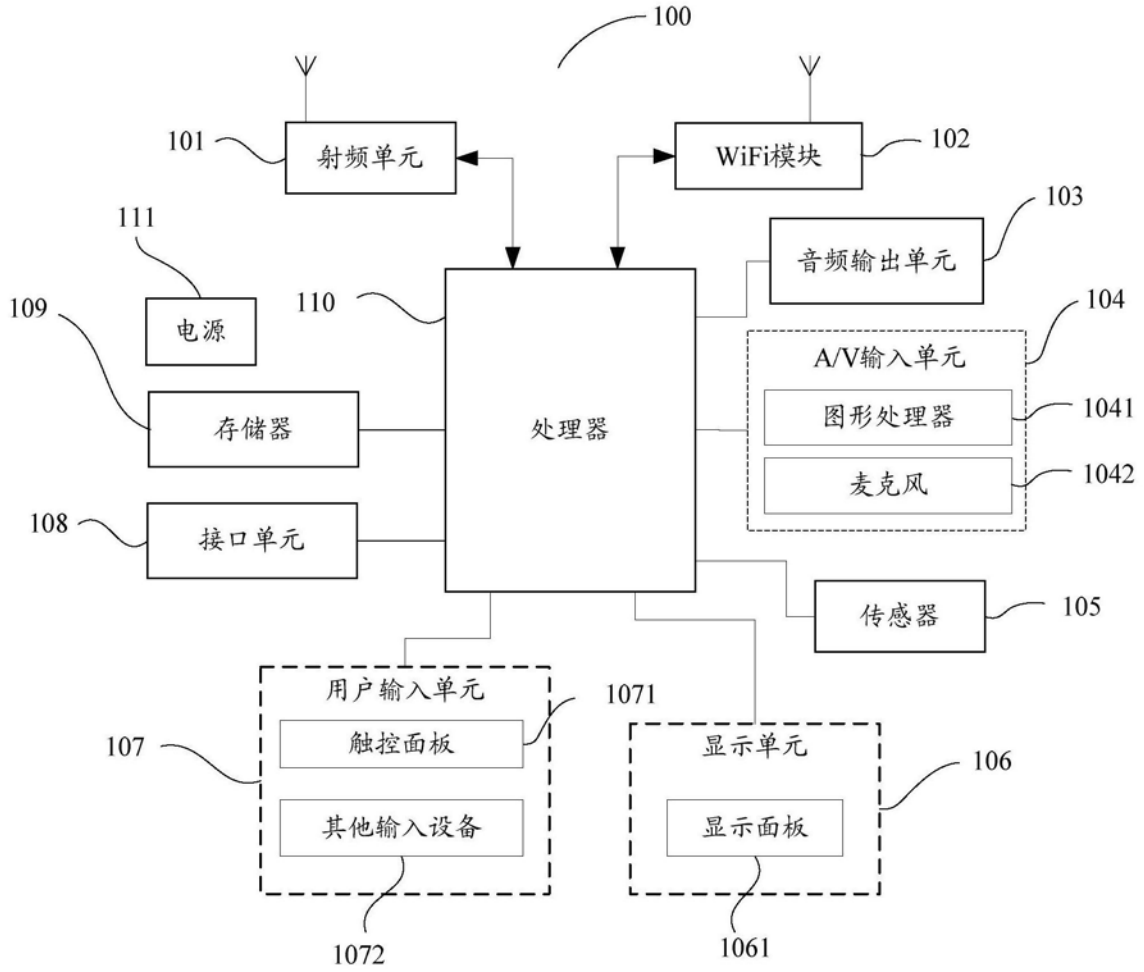 100
101
射频单元
WiFi模块
102
103
音频输出单元
111
电源
110
109
104
A/V输入单元
图形处理器
1041
麦克风
1042
存储器
处理器
108
接口单元
传感器
105
用户输入单元
1071
触控面板
107
其他输入设备
1072
显示单元
106
显示面板
1061